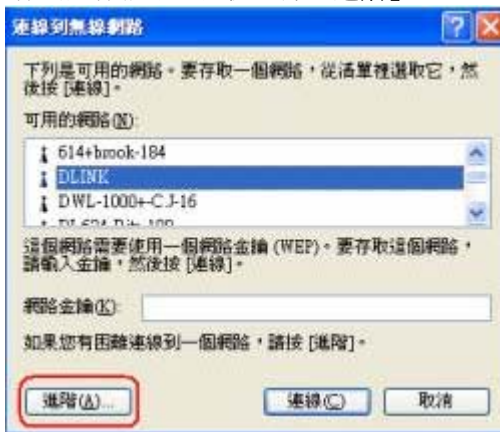 連線到無線網路
下列是可用的網路。要存取一個網路，從清單裡選取它，然
後按 [連線]。
可用的網路(N):
614+brook-184
DLINK
DWL-1000+-CJ-16
這個網路需要使用一個網路金鑰 (WEP)。要存取這個網路，
請輸入金鑰，然後按 [連線]。
網路金鑰(K):
如果您有困難連線到一個網路，請按 [進階]。
進階(A)... 連線(C) 取消